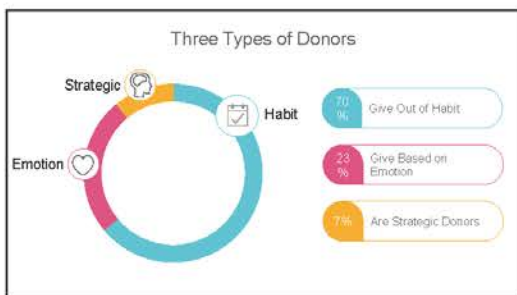 Three Types of Donors
Strategic
Habit
Emotion
70
%
Give Out of Habit
23
%
Give Based on
Emotion
7%
Are Strategic Donors